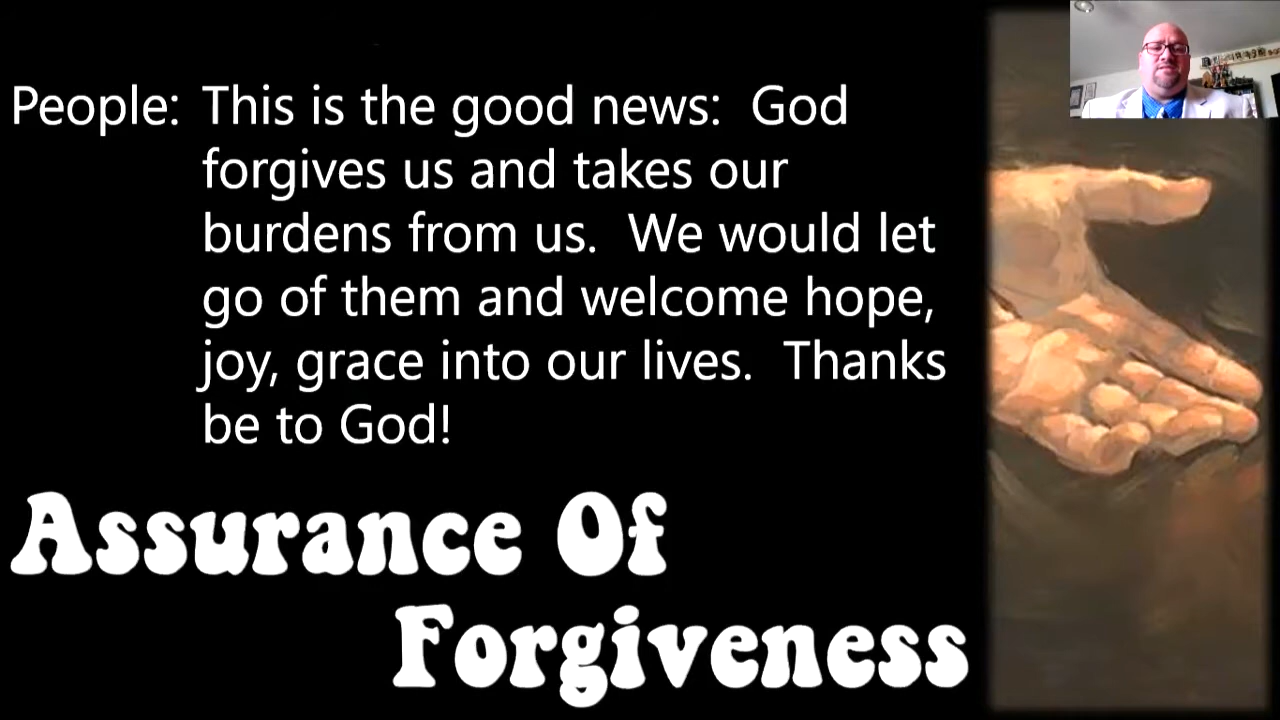 People: This is the good news:  God
forgives us and takes our
burdens from us.  We would let
go of them and welcome hope,
joy, grace into our lives.  Thanks
be to God!
Assurance Of
Forgiveness